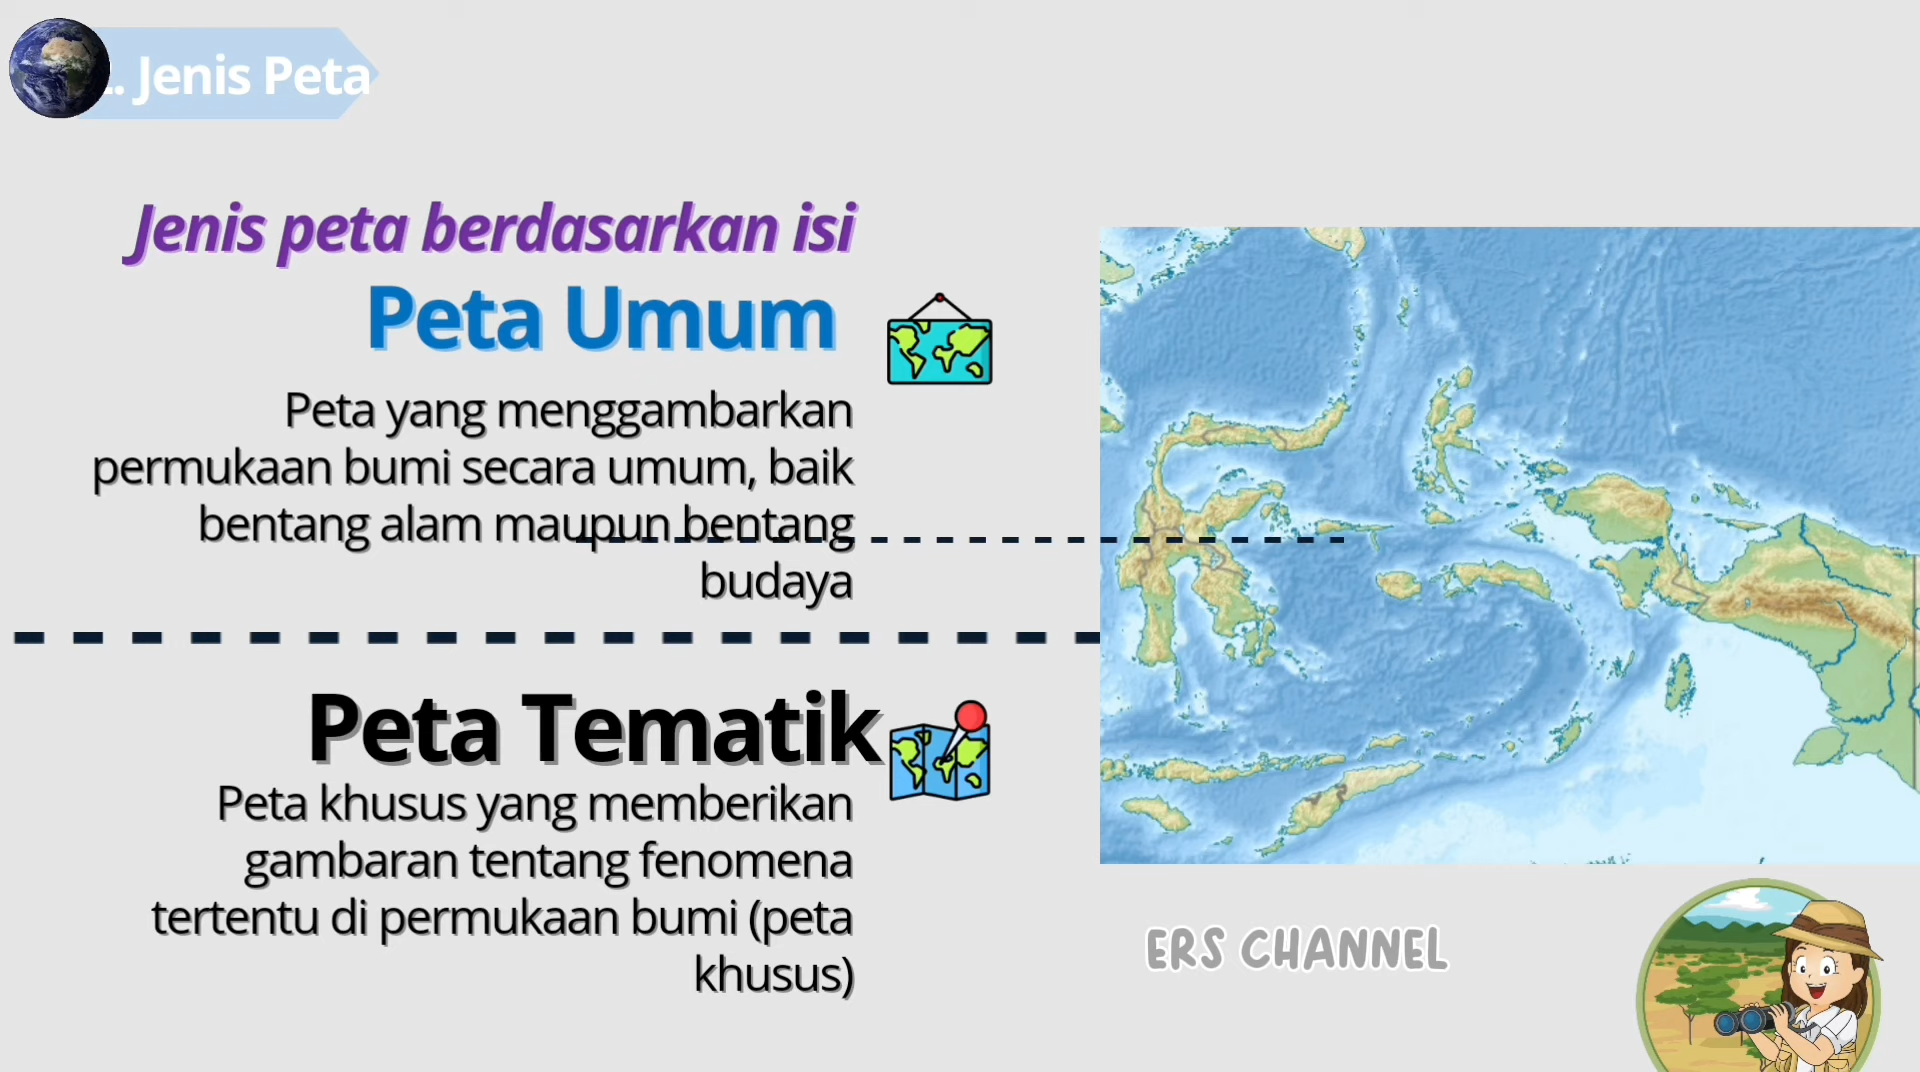 . Jenis Peta
Jenis peta berdasarkan isi
Peta Umum
Peta yang menggambarkan
permukaan bumi secara umum, baik
bentang alam maupun bentang
budaya
Peta Tematik
Peta khusus yang memberikan
gambaran tentang fenomena
tertentu di permukaan bumi (peta
khusus)
ERS CHANNEL